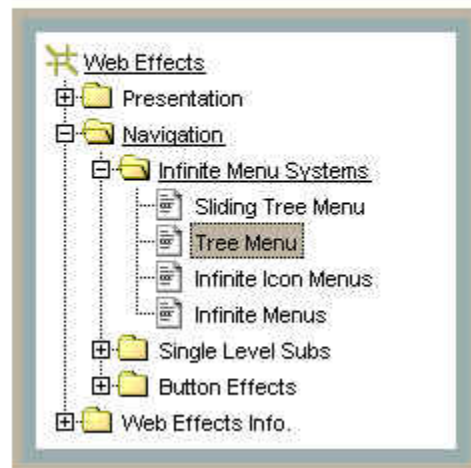 Web Effects
Presentation
Navigation
Infinite Menu Systems
Sliding Tree Menu
Tree Menu
Infinite Icon Menus
Infinite Menus
Single Level Subs
Button Effects
Web Effects Info.